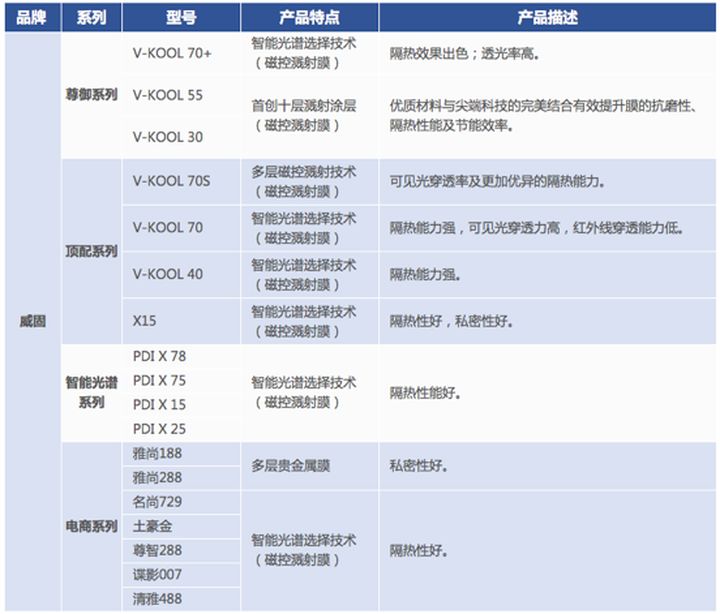 品牌 系列 型号 产品特点 产品描述
威固
尊御系列
V-KOOL 70+
智能光谱选择技术
（磁控溅射膜）
隔热效果出色；透光率高。
V-KOOL 55
V-KOOL 30
首创十层溅射涂层
（磁控溅射膜）
优质材料与尖端科技的完美结合有效提升膜的抗磨性、
隔热性能及节能效率。
顶配系列
V-KOOL 70S
多层磁控溅射技术
（磁控溅射膜）
可见光穿透率及更加优异的隔热能力。
V-KOOL 70
智能光谱选择技术
（磁控溅射膜）
隔热能力强，可见光穿透力高，红外线穿透能力低。
V-KOOL 40
智能光谱选择技术
（磁控溅射膜）
隔热能力强。
X15
智能光谱选择技术
（磁控溅射膜）
隔热性好，私密性好。
智能光谱
系列
PDI X 78
PDI X 75
PDI X 15
PDI X 25
智能光谱选择技术
（磁控溅射膜）
隔热性能好。
电商系列
雅尚188
雅尚288
多层贵金属膜
私密性好。
名尚729
土豪金
尊智288
谍影007
清雅488
智能光谱选择技术
（磁控溅射膜）
隔热性好。